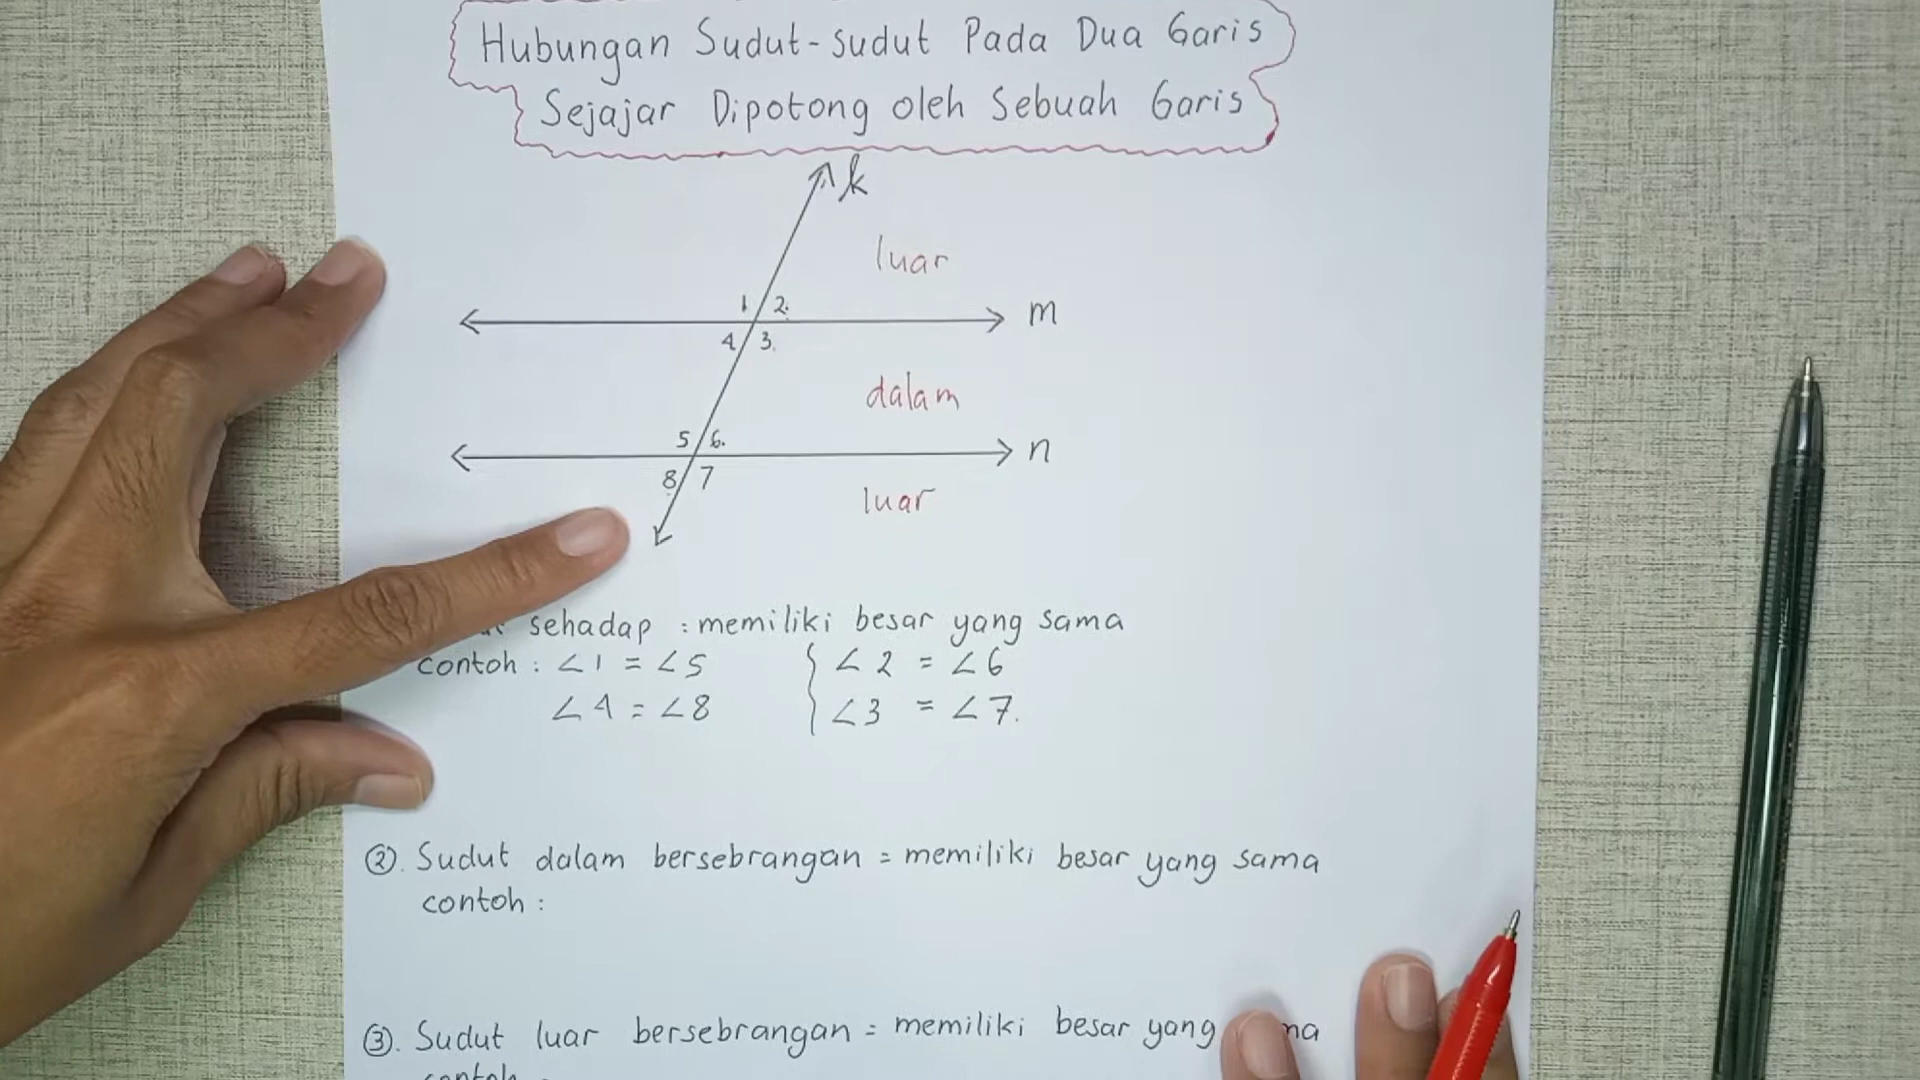 Hubungan Sudut-sudut Pada Dua Garis
Sejajar Dipotong oleh Sebuah Garis
k
luar
1 2.
m
4 3.
dalam
5 6.
n
8 7
luar
sehadap : memiliki besar yang sama
contoh : ∠1 = ∠5 { ∠2 = ∠6
∠4 = ∠8 ∠3 = ∠7.
②. Sudut dalam bersebrangan = memiliki besar yang sama
contoh :
③. Sudut luar bersebrangan = memiliki besar yang
contoh